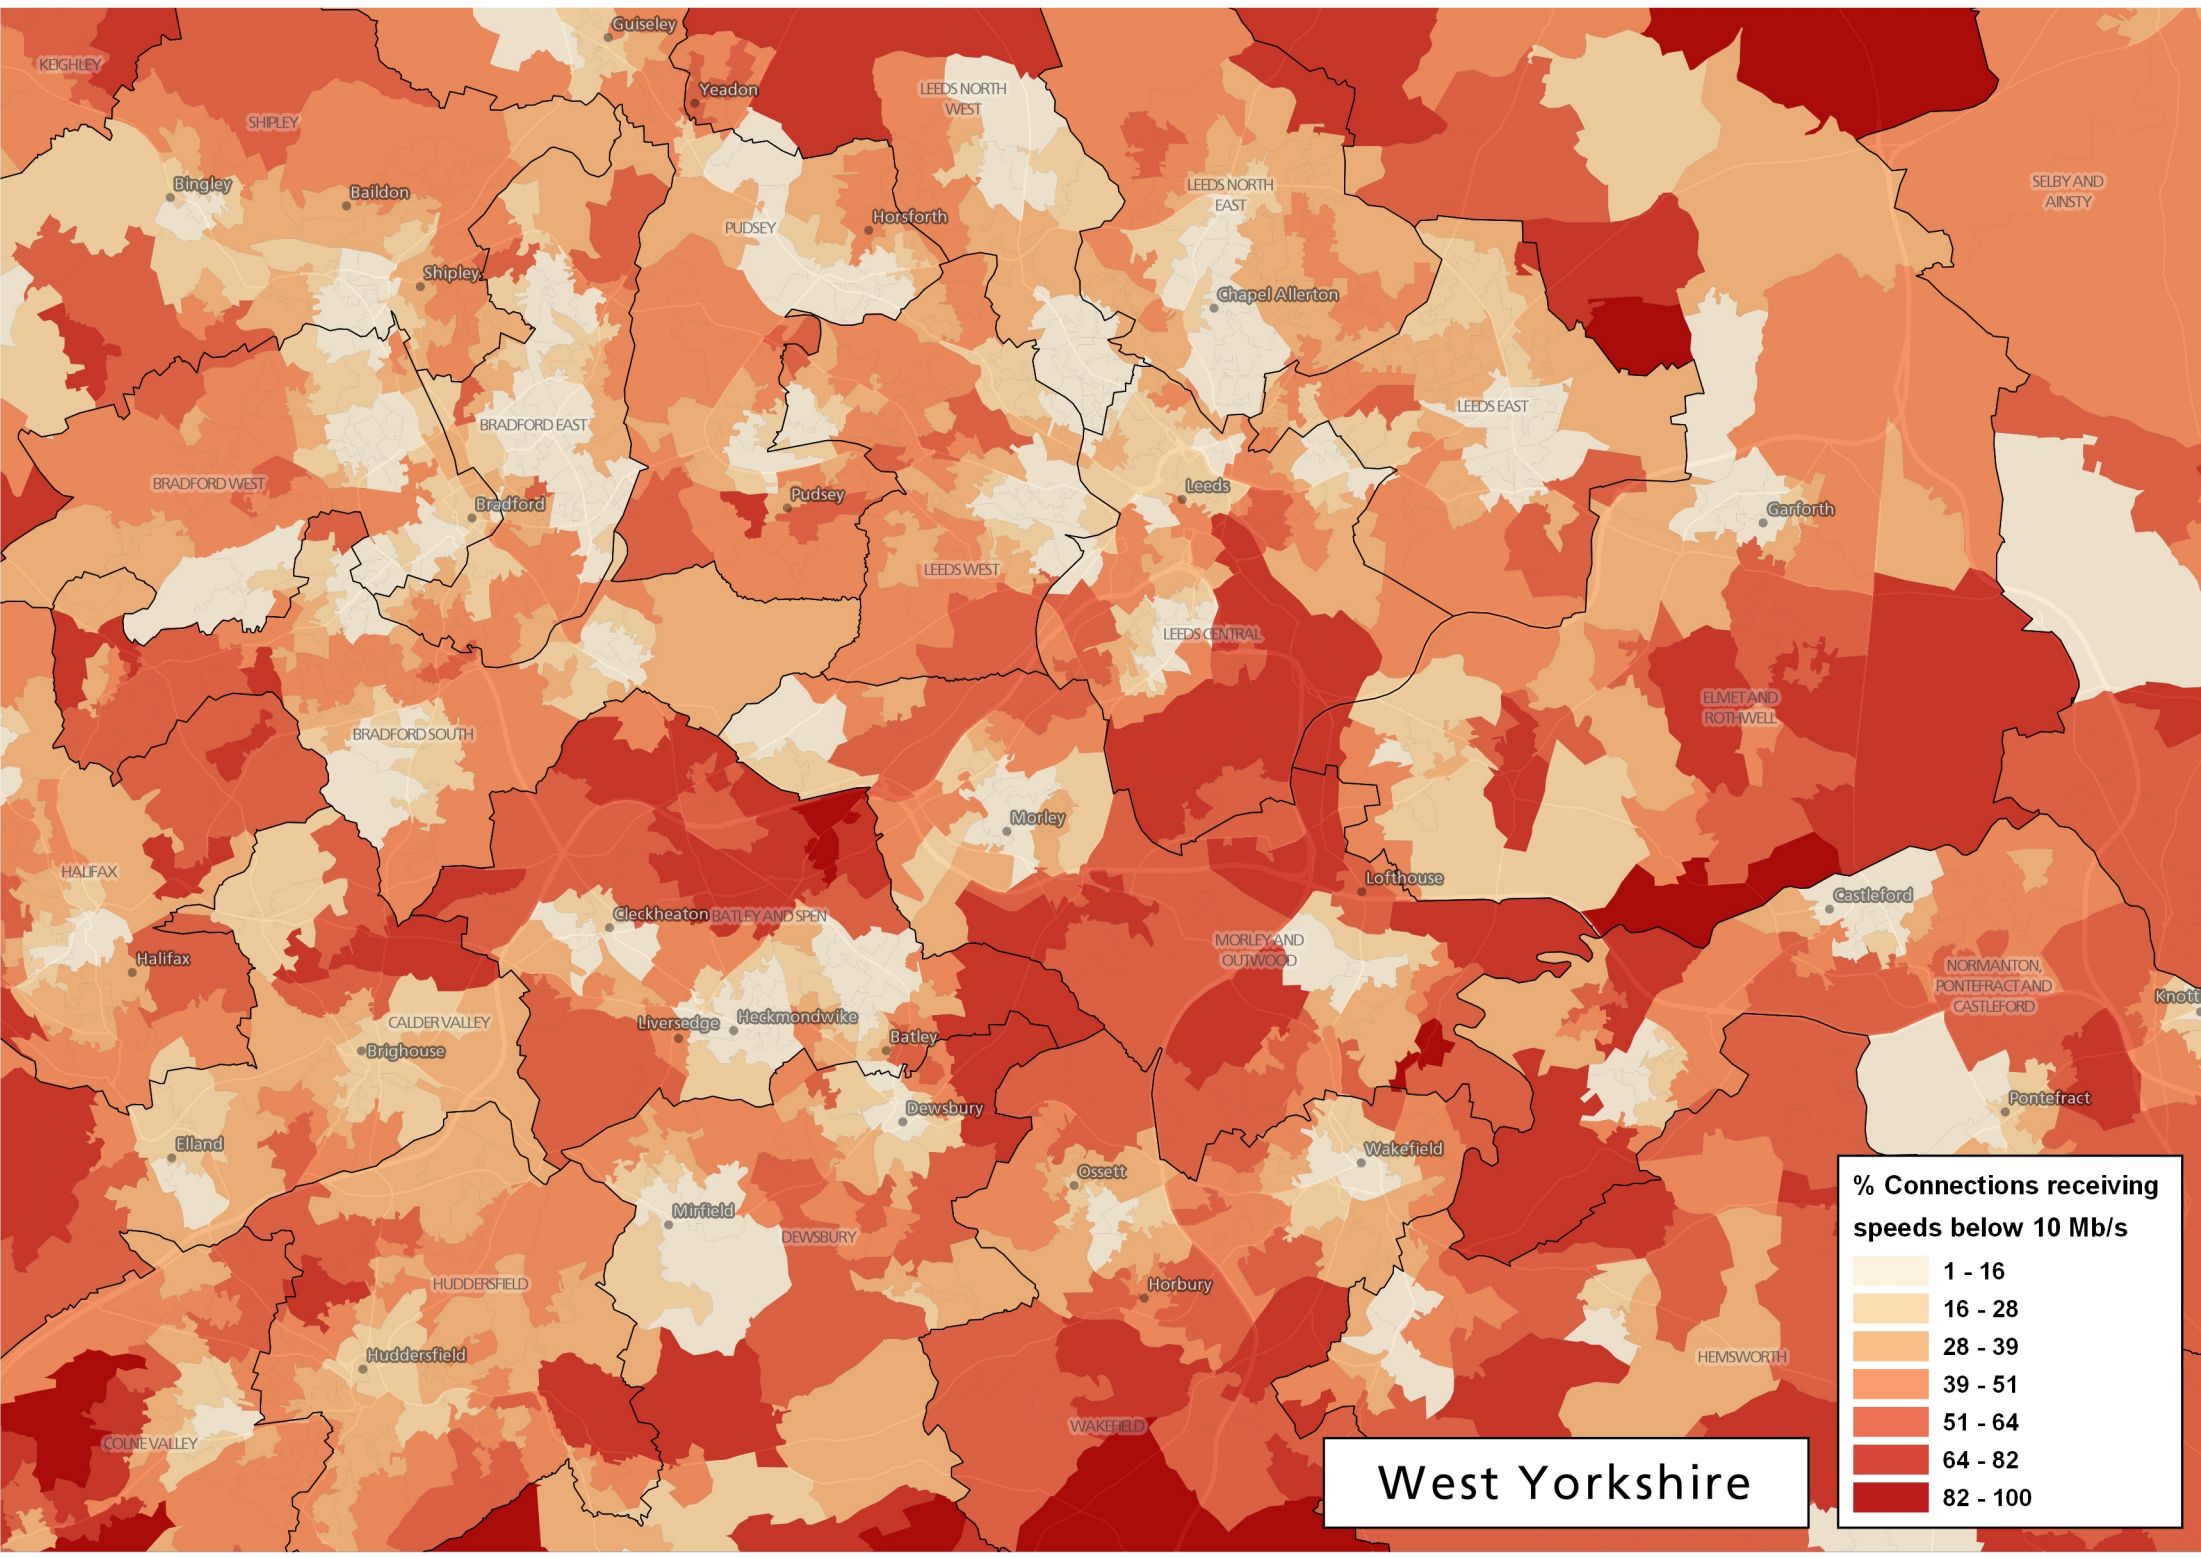 Guiseley
KEIGHLEY
Yeadon
LEEDS NORTH
WEST
SHIPLEY
Bingley
Baildon
LEEDS NORTH
EAST
SELBY AND
AINSTY
Horsforth
PUDSEY
Shipley
Chapel Allerton
LEEDS EAST
BRADFORD EAST
BRADFORD WEST
Leeds
Pudsey
Bradford
Garforth
LEEDS WEST
LEEDS CENTRAL
ELMET AND
ROTHWELL
BRADFORD SOUTH
Morley
HALIFAX
Lofthouse
Castleford
Cleckheaton
BATLEY AND SPEN
MORLEY AND
OUTWOOD
Halifax
NORMANTON,
PONTEFRACT AND
CASTLEFORD
Knotti
CALDER VALLEY
Liversedge
Heckmondwike
Batley
Brighouse
Pontefract
Dewsbury
Elland
Wakefield
Ossett
Mirfield
DEWSBURY
HUDDERSFIELD
Horbury
Huddersfield
HEMSWORTH
WAKEFIELD
COLNE VALLEY
% Connections receiving
speeds below 10 Mb/s
1 - 16
16 - 28
28 - 39
39 - 51
51 - 64
64 - 82
82 - 100
West Yorkshire